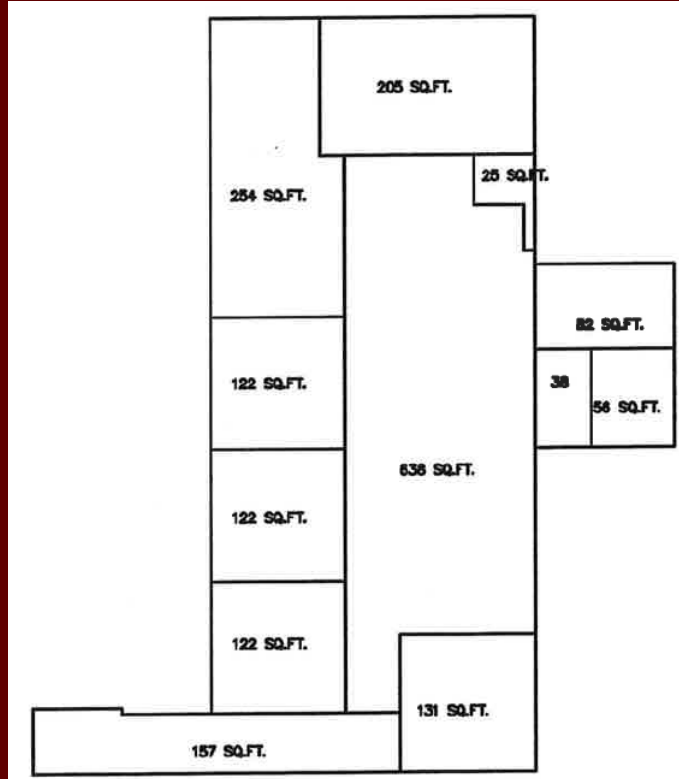 205 SQ.FT.
25 SQ.FT.
254 SQ.FT.
82 SQ.FT.
122 SQ.FT.
38
56 SQ.FT.
638 SQ.FT.
122 SQ.FT.
122 SQ.FT.
131 SQ.FT.
157 SQ.FT.